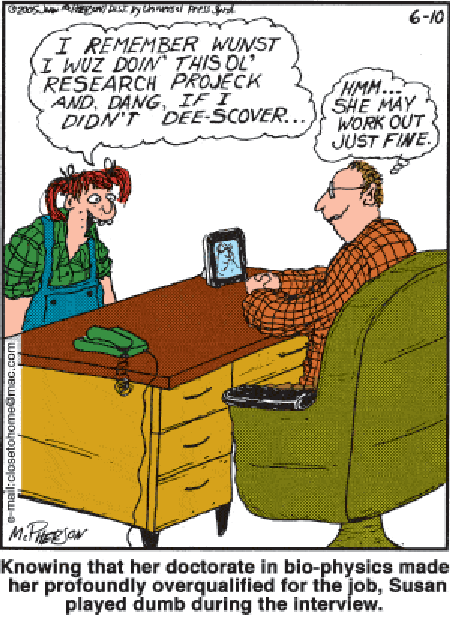 ©2005 John McPherson/Dist. by Universal Press Synd.
6-10
I REMEMBER WUNST
I WUZ DOIN' THIS OL'
RESEARCH PROJECK
AND, DANG, IF I
DIDN'T DEE-SCOVER...
HMM...
SHE MAY
WORK OUT
JUST FINE.
e-mail:closetohome@mac.com
McPHERSON
Knowing that her doctorate in bio-physics made
her profoundly overqualified for the job, Susan
played dumb during the interview.